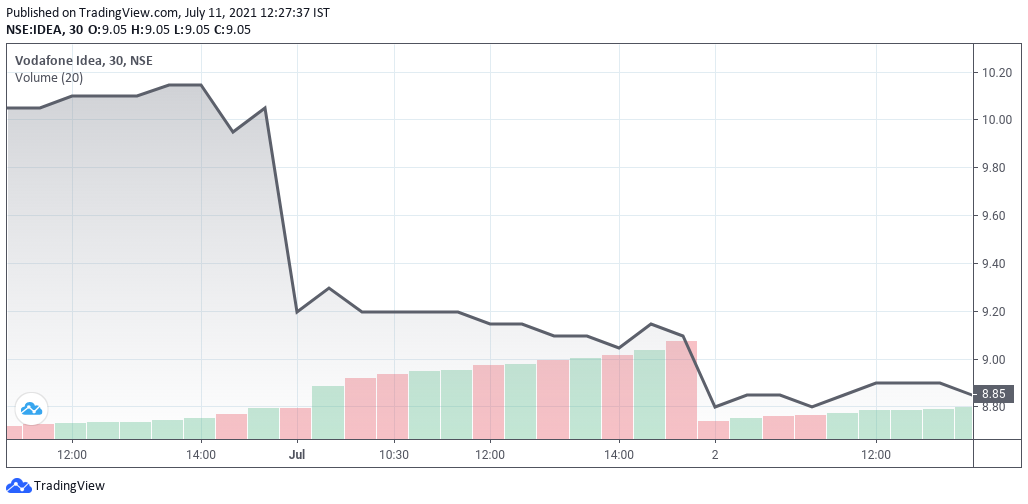 Published on TradingView.com, July 11, 2021 12:27:37 IST
NSE:IDEA, 30 O:9.05 H:9.05 L:9.05 C:9.05
Vodafone Idea, 30, NSE
Volume (20)
10.20
10.00
9.80
9.60
9.40
9.20
9.00
8.85
8.80
12:00 14:00 Jul 10:30 12:00 14:00 2 12:00
TradingView